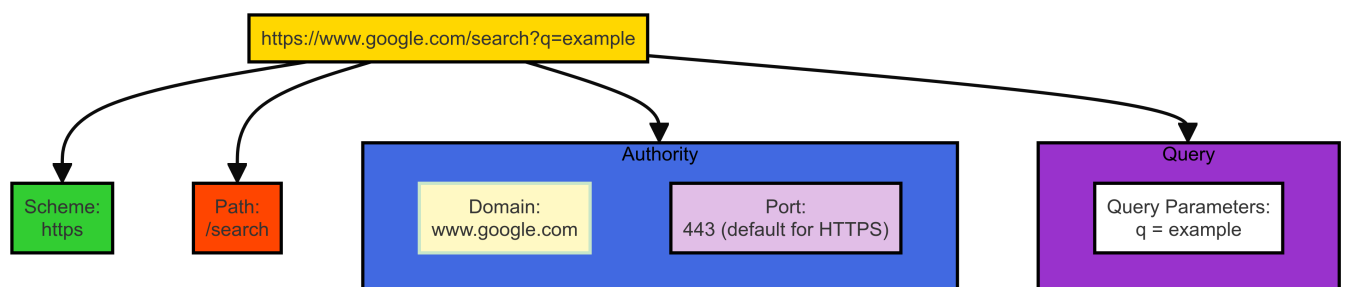 https://www.google.com/search?q=example
Authority
Query
Scheme:
https
Path:
/search
Domain:
www.google.com
Port:
443 (default for HTTPS)
Query Parameters:
q = example